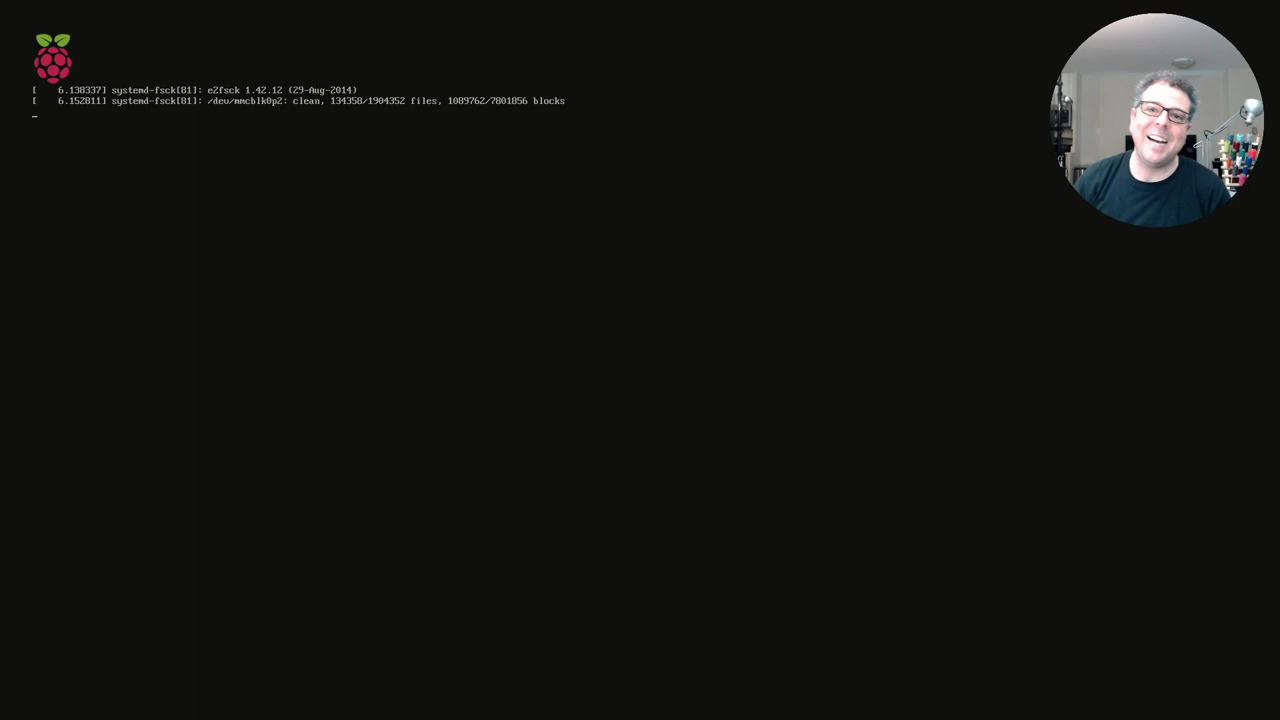 [    6.138337] systemd-fsck[81]: e2fsck 1.42.12 (29-Aug-2014)
[    6.152811] systemd-fsck[81]: /dev/mmcblk0p2: clean, 134358/1904352 files, 1089762/7801856 blocks